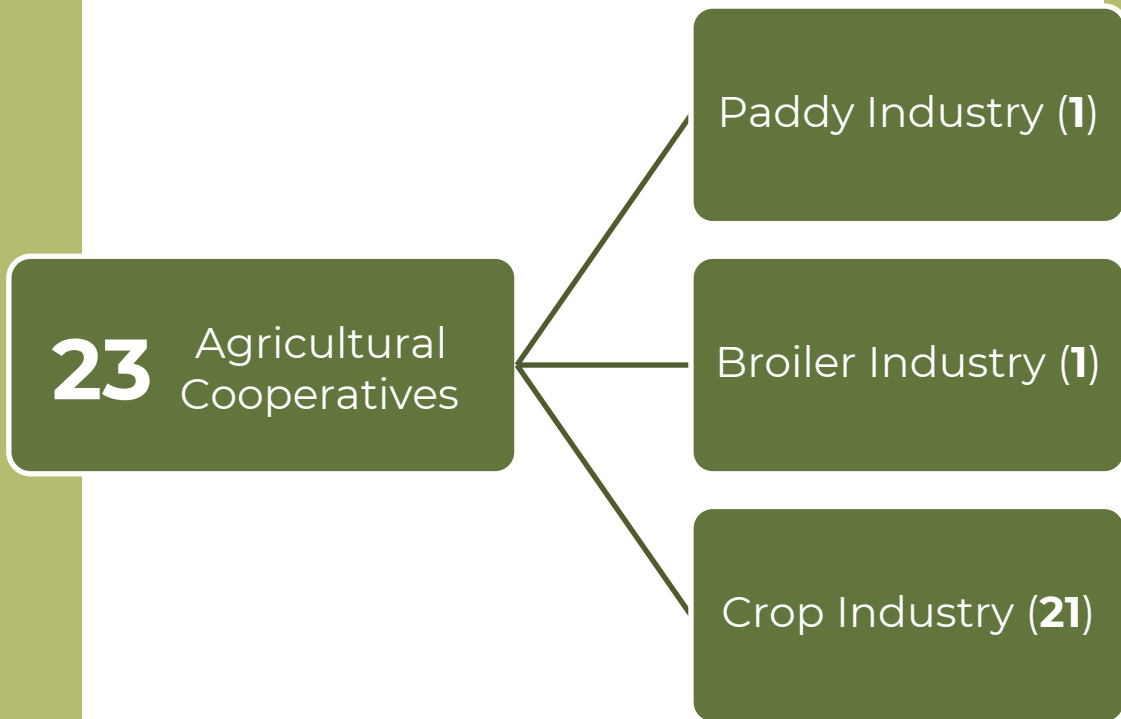 23 Agricultural
Cooperatives
Paddy Industry (1)
Broiler Industry (1)
Crop Industry (21)